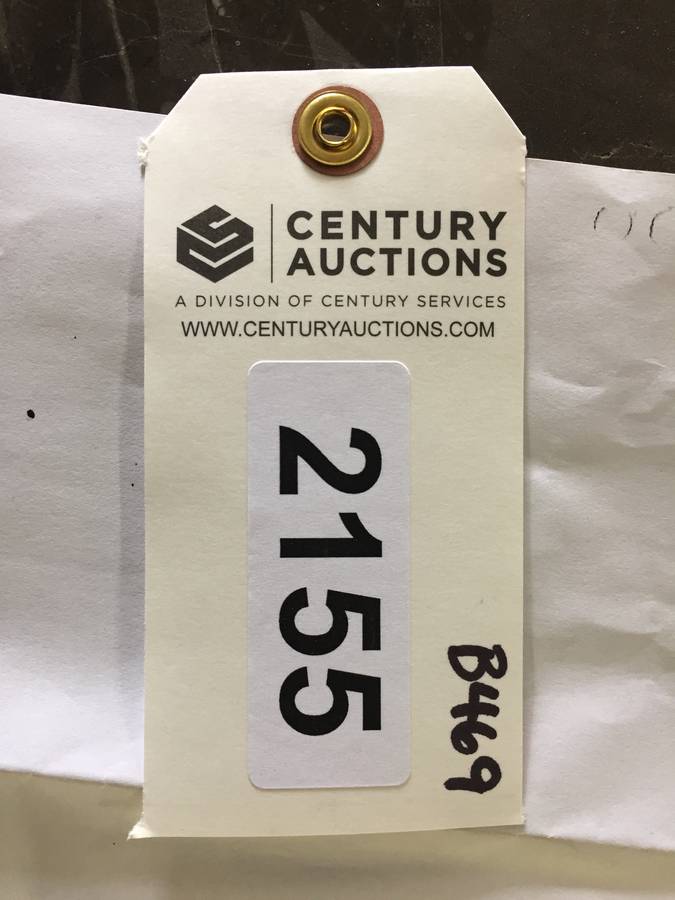 CENTURY
AUCTIONS
A DIVISION OF CENTURY SERVICES
WWW.CENTURYAUCTIONS.COM
2155
B469